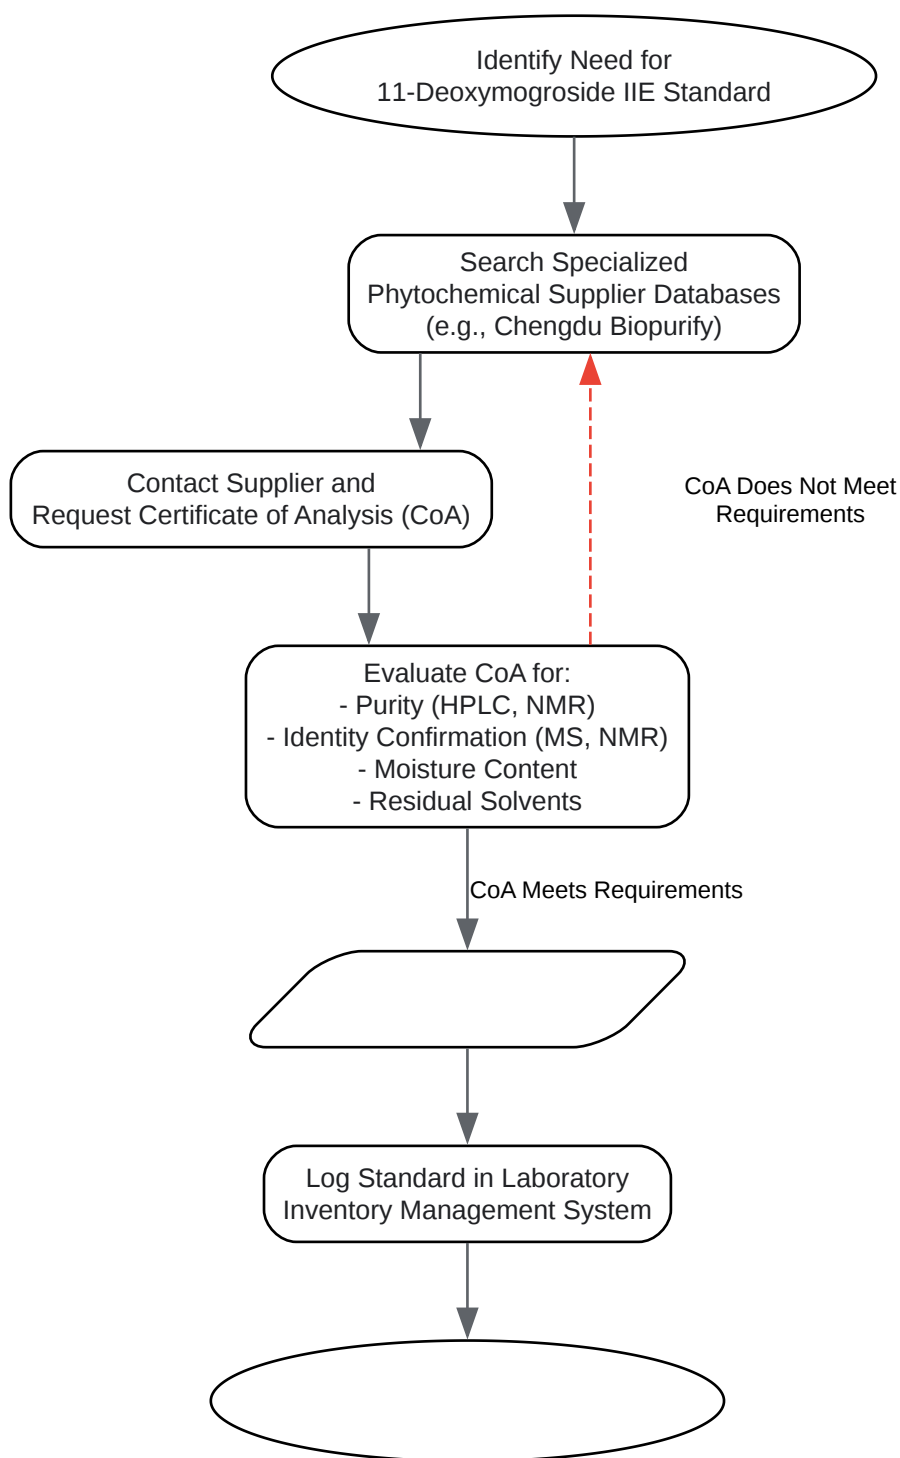 Identify Need for
11-Deoxymogroside IIE Standard
Search Specialized
Phytochemical Supplier Databases
(e.g., Chengdu Biopurify)
Contact Supplier and
Request Certificate of Analysis (CoA)
CoA Does Not Meet
Requirements
Evaluate CoA for:
- Purity (HPLC, NMR)
- Identity Confirmation (MS, NMR)
- Moisture Content
- Residual Solvents
CoA Meets Requirements
Log Standard in Laboratory
Inventory Management System